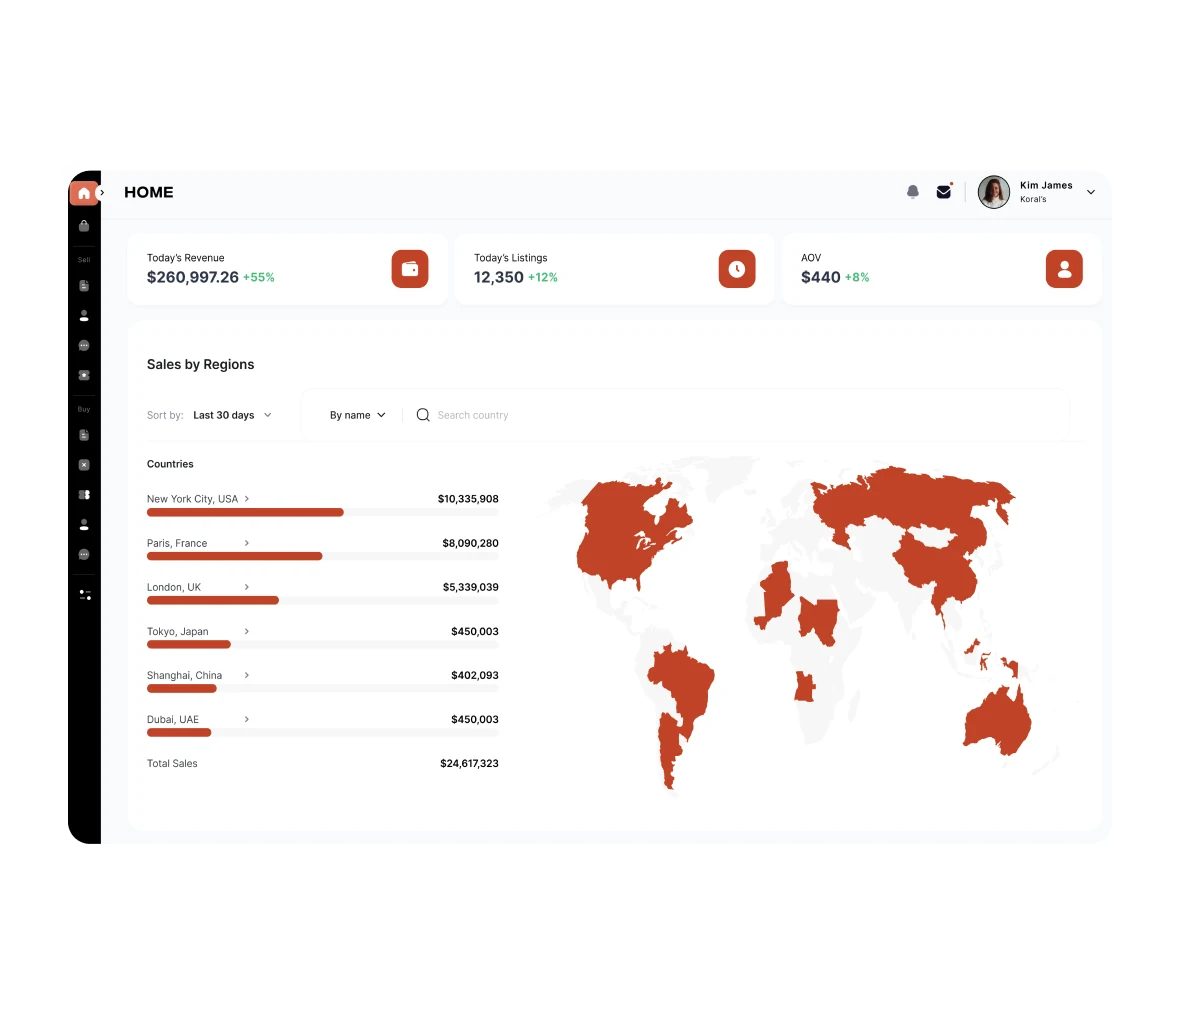 HOME
Kim James
Koral's
Sell
Buy
Today's Revenue
$260,997.26 +55%
Today's Listings
12,350 +12%
AOV
$440 +8%
Sales by Regions
Sort by: Last 30 days
By name
Search country
Countries
New York City, USA $10,335,908
Paris, France $8,090,280
London, UK $5,339,039
Tokyo, Japan $450,003
Shanghai, China $402,093
Dubai, UAE $450,003
Total Sales $24,617,323